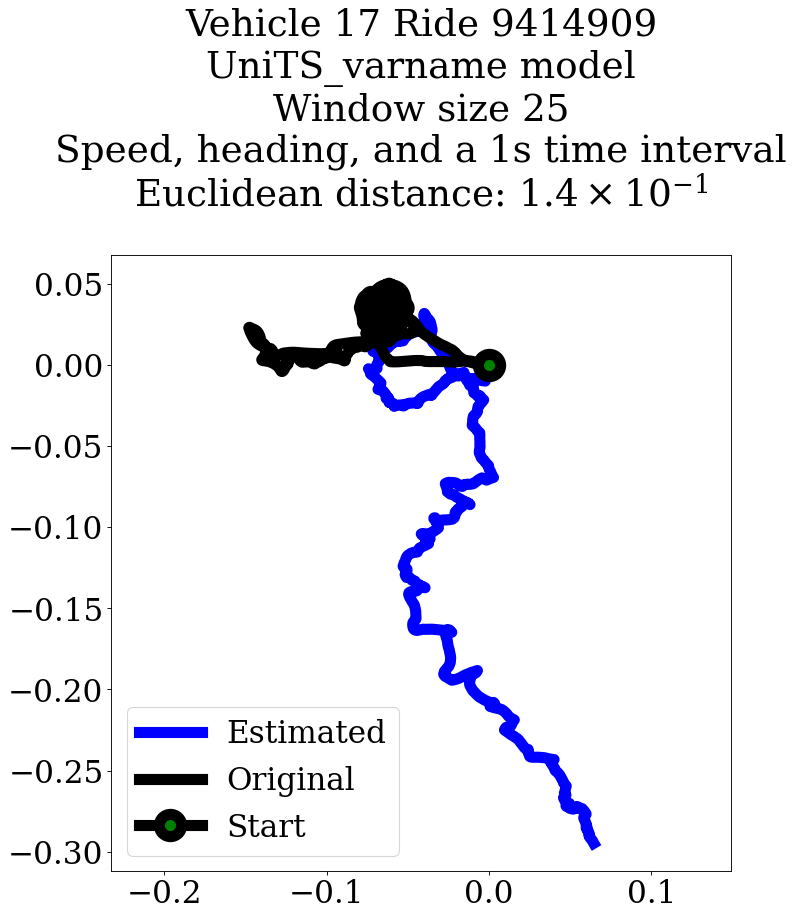 Vehicle 17 Ride 9414909
UniTS_varname model
Window size 25
Speed, heading, and a 1s time interval
Euclidean distance: 1.4 × 10⁻¹
0.05
0.00
−0.05
−0.10
−0.15
−0.20
−0.25
−0.30
Estimated
Original
Start
−0.2 −0.1 0.0 0.1